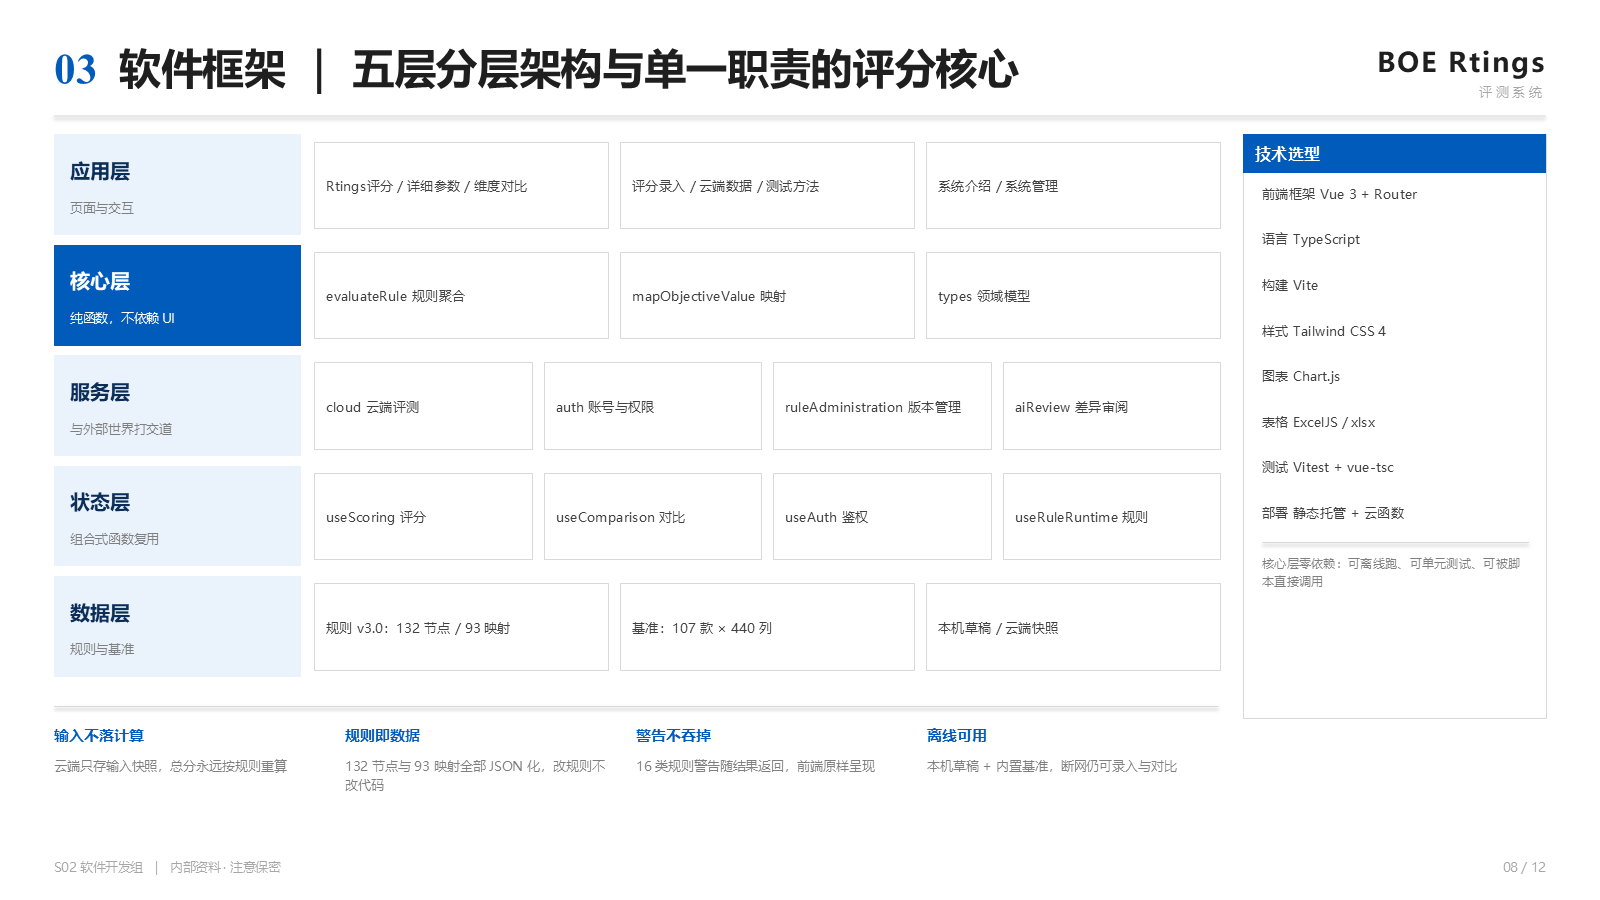 03 软件框架 | 五层分层架构与单一职责的评分核心
BOE Rtings
评测系统
应用层
页面与交互
Rtings评分 / 详细参数 / 维度对比
评分录入 / 云端数据 / 测试方法
系统介绍 / 系统管理
核心层
纯函数，不依赖 UI
evaluateRule 规则聚合
mapObjectiveValue 映射
types 领域模型
服务层
与外部世界打交道
cloud 云端评测
auth 账号与权限
ruleAdministration 版本管理
aiReview 差异审阅
状态层
组合式函数复用
useScoring 评分
useComparison 对比
useAuth 鉴权
useRuleRuntime 规则
数据层
规则与基准
规则 v3.0：132 节点 / 93 映射
基准：107 款 × 440 列
本机草稿 / 云端快照
技术选型
前端框架 Vue 3 + Router
语言 TypeScript
构建 Vite
样式 Tailwind CSS 4
图表 Chart.js
表格 ExcelJS / xlsx
测试 Vitest + vue-tsc
部署 静态托管 + 云函数
核心层零依赖：可离线跑、可单元测试、可被脚
本直接调用
输入不落计算
云端只存输入快照，总分永远按规则重算
规则即数据
132 节点与 93 映射全部 JSON 化，改规则不
改代码
警告不吞掉
16 类规则警告随结果返回，前端原样呈现
离线可用
本机草稿 + 内置基准，断网仍可录入与对比
S02 软件开发组 | 内部资料 · 注意保密
08 / 12